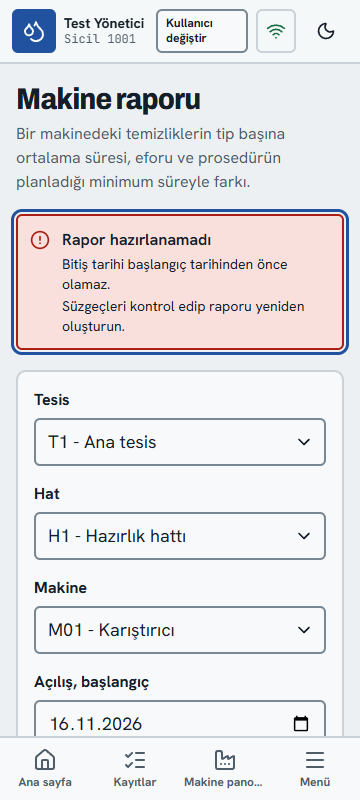 Test Yönetici
Sicil 1001
Kullanıcı
değiştir
Makine raporu
Bir makinedeki temizliklerin tip başına
ortalama süresi, eforu ve prosedürün
planladığı minimum süreyle farkı.
Rapor hazırlanamadı
Bitiş tarihi başlangıç tarihinden önce
olamaz.
Süzgeçleri kontrol edip raporu yeniden
oluşturun.
Tesis
T1 - Ana tesis
Hat
H1 - Hazırlık hattı
Makine
M01 - Karıştırıcı
Açılış, başlangıç
16.11.2026
Ana sayfa
Kayıtlar
Makine pano...
Menü